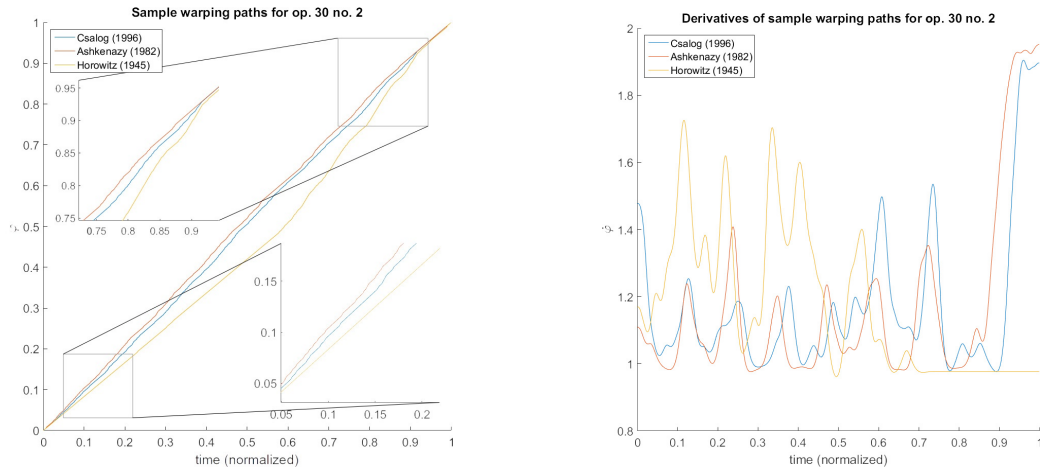 Sample warping paths for op. 30 no. 2
Csalog (1996)
Ashkenazy (1982)
Horowitz (1945)
1
0.9
0.8
0.7
0.6
0.5
0.4
0.3
0.2
0.1
0
0.95
0.9
0.85
0.8
0.75
0.75 0.8 0.85 0.9
0.15
0.1
0.05
0.05 0.1 0.15 0.2
0 0.1 0.2 0.3 0.4 0.5 0.6 0.7 0.8 0.9 1
time (normalized)
Derivatives of sample warping paths for op. 30 no. 2
Csalog (1996)
Ashkenazy (1982)
Horowitz (1945)
2
1.8
1.6
1.4
1.2
1
0.8
0 0.1 0.2 0.3 0.4 0.5 0.6 0.7 0.8 0.9 1
time (normalized)